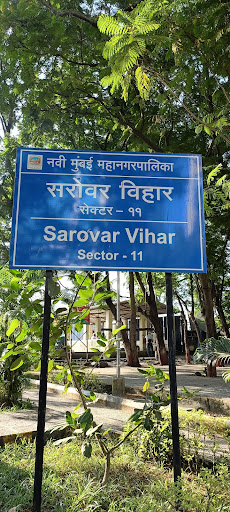 नवी मुंबई महानगरपालिका
सरोवर विहार
सेक्टर - ११
Sarovar Vihar
Sector - 11